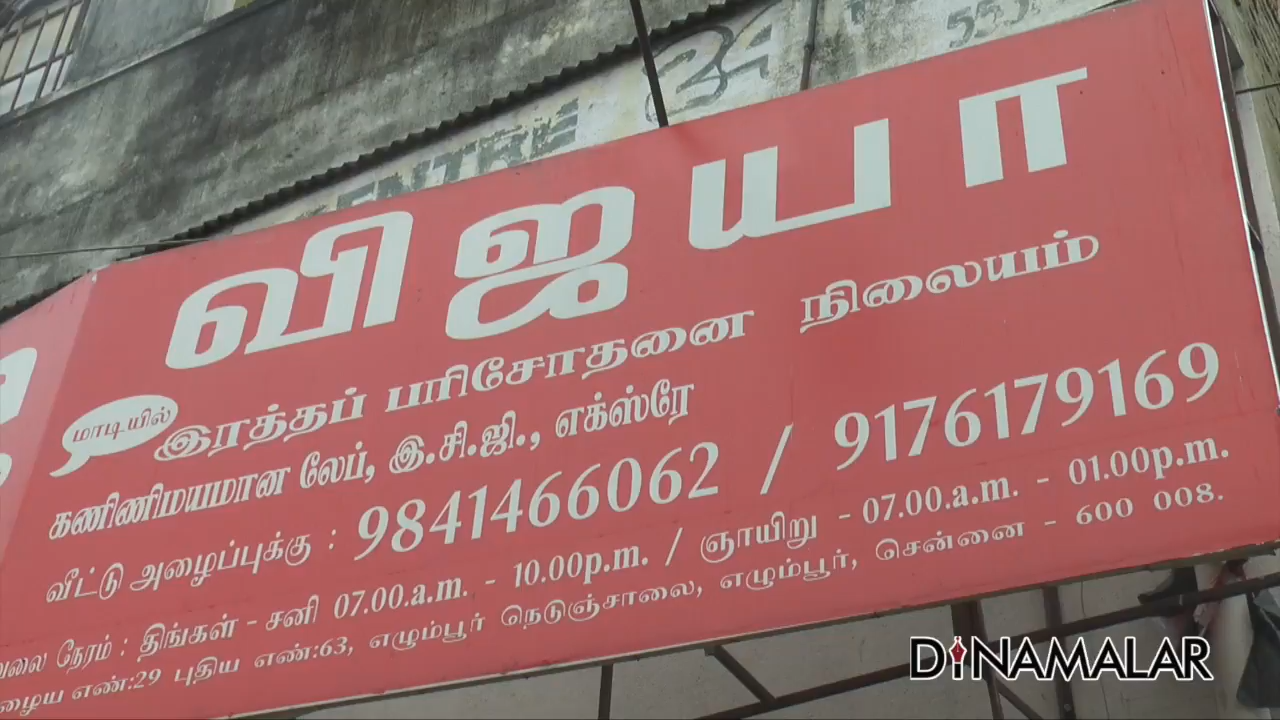 ENTRE
விஜயா
மாடியில்
இரத்தப் பரிசோதனை நிலையம்
கணிணிமயமான லேப், இ.சி.ஜி., எக்ஸ்ரே
வீட்டு அழைப்புக்கு : 9841466062 / 9176179169
நேரம் : திங்கள் - சனி 07.00.a.m. - 10.00p.m. / ஞாயிறு - 07.00.a.m. - 01.00p.m.
எண்:29 புதிய எண்:63, எழும்பூர் நெடுஞ்சாலை, எழும்பூர், சென்னை - 600 008.
DINAMALAR